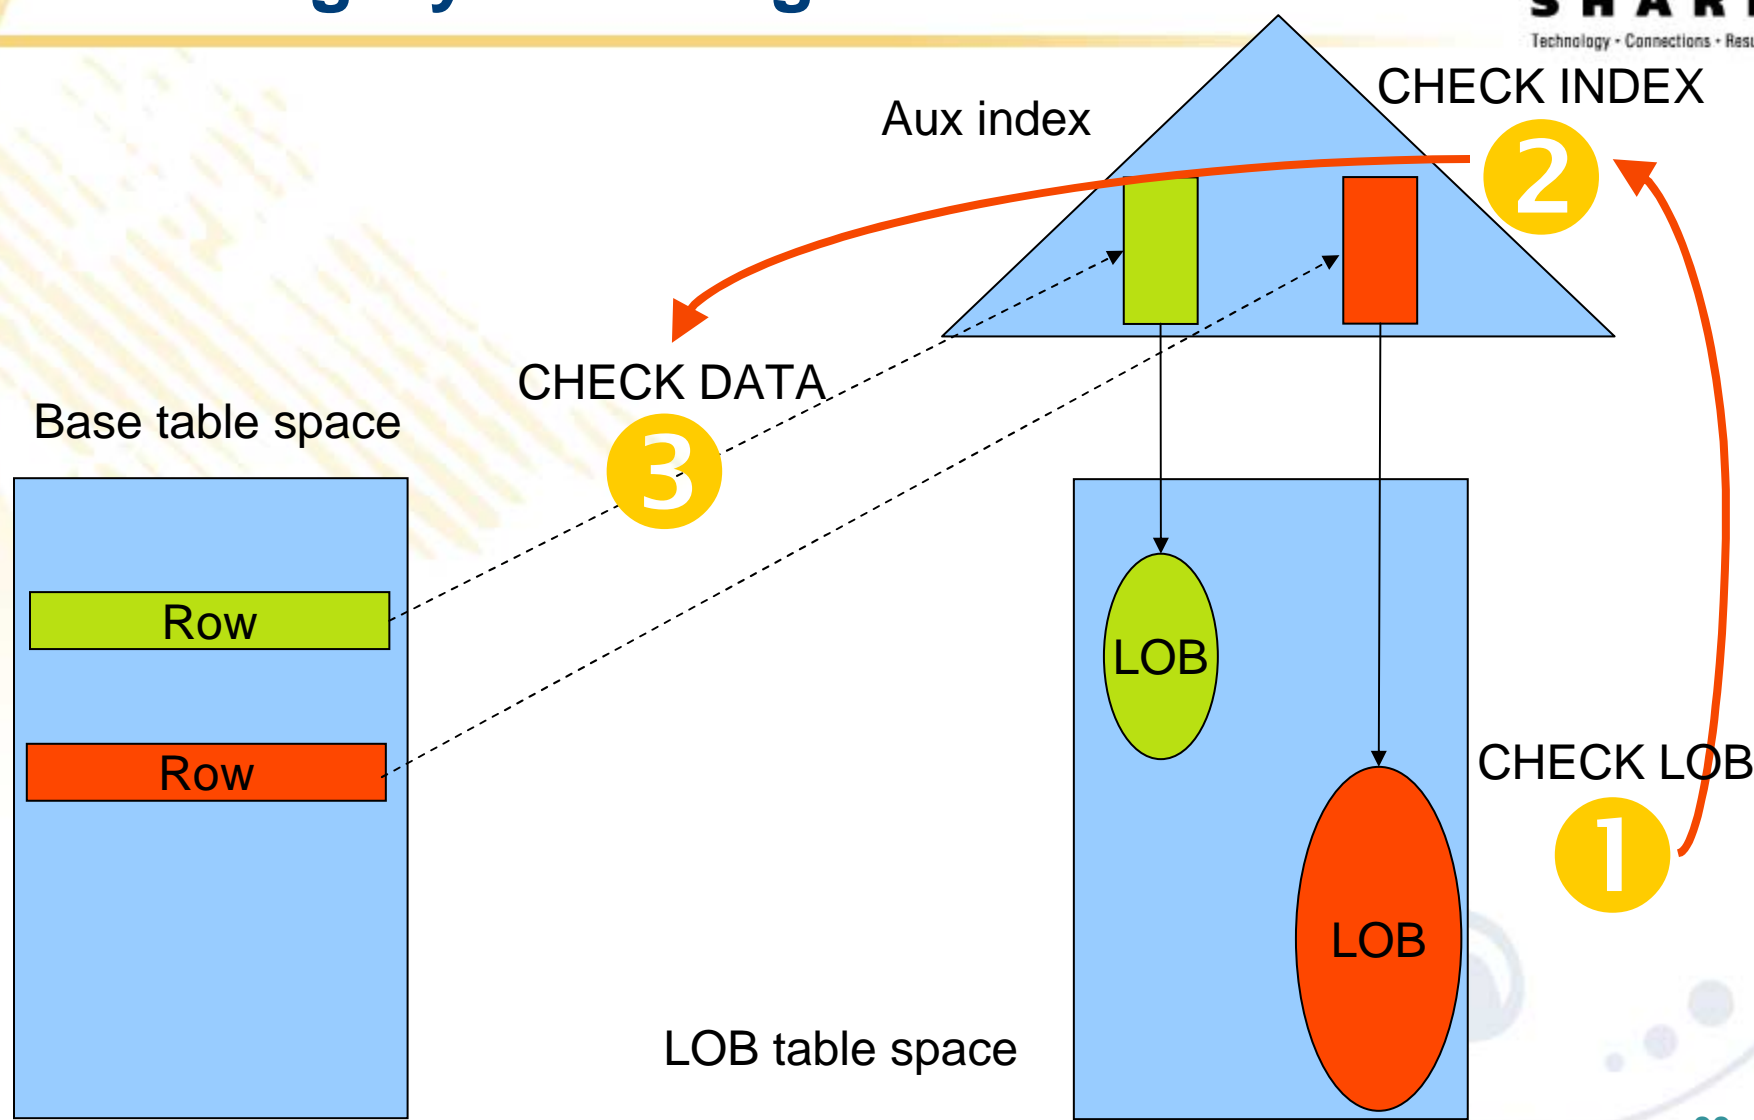 Technology · Connections ·
CHECK INDEX
Aux index
2
CHECK DATA
Base table space
3
Row
LOB
Row
CHECK LOB
1
LOB
LOB table space